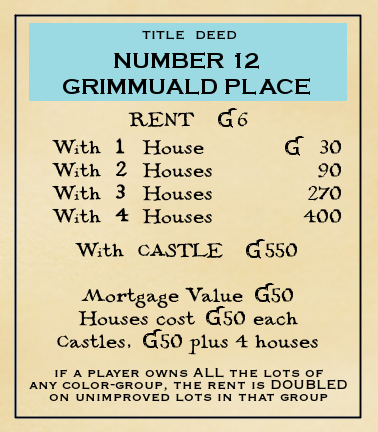 TITLE DEED
NUMBER 12
GRIMMUALD PLACE
RENT G6
With 1 House G 30
With 2 Houses 90
With 3 Houses 270
With 4 Houses 400
With CASTLE G550
Mortgage Value G50
Houses cost G50 each
Castles, G50 plus 4 houses
IF A PLAYER OWNS ALL THE LOTS OF
ANY COLOR-GROUP, THE RENT IS DOUBLED
ON UNIMPROVED LOTS IN THAT GROUP